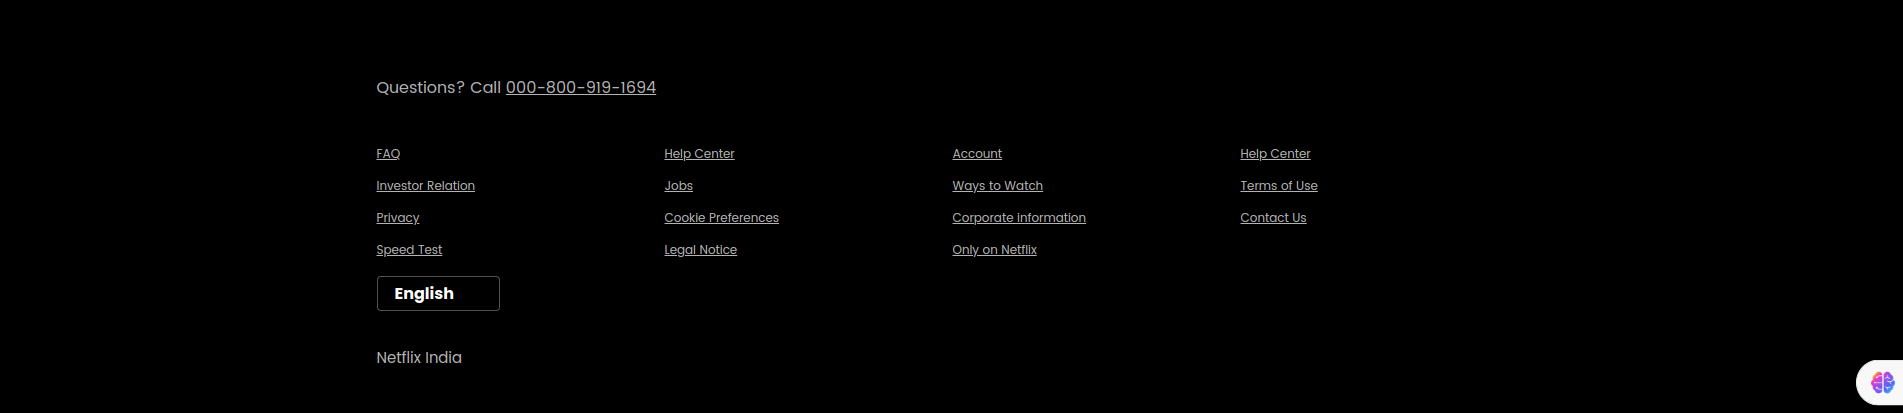 Questions? Call 000-800-919-1694
FAQ
Help Center
Account
Help Center
Investor Relation
Jobs
Ways to Watch
Terms of Use
Privacy
Cookie Preferences
Corporate information
Contact Us
Speed Test
Legal Notice
Only on Netflix
English
Netflix India